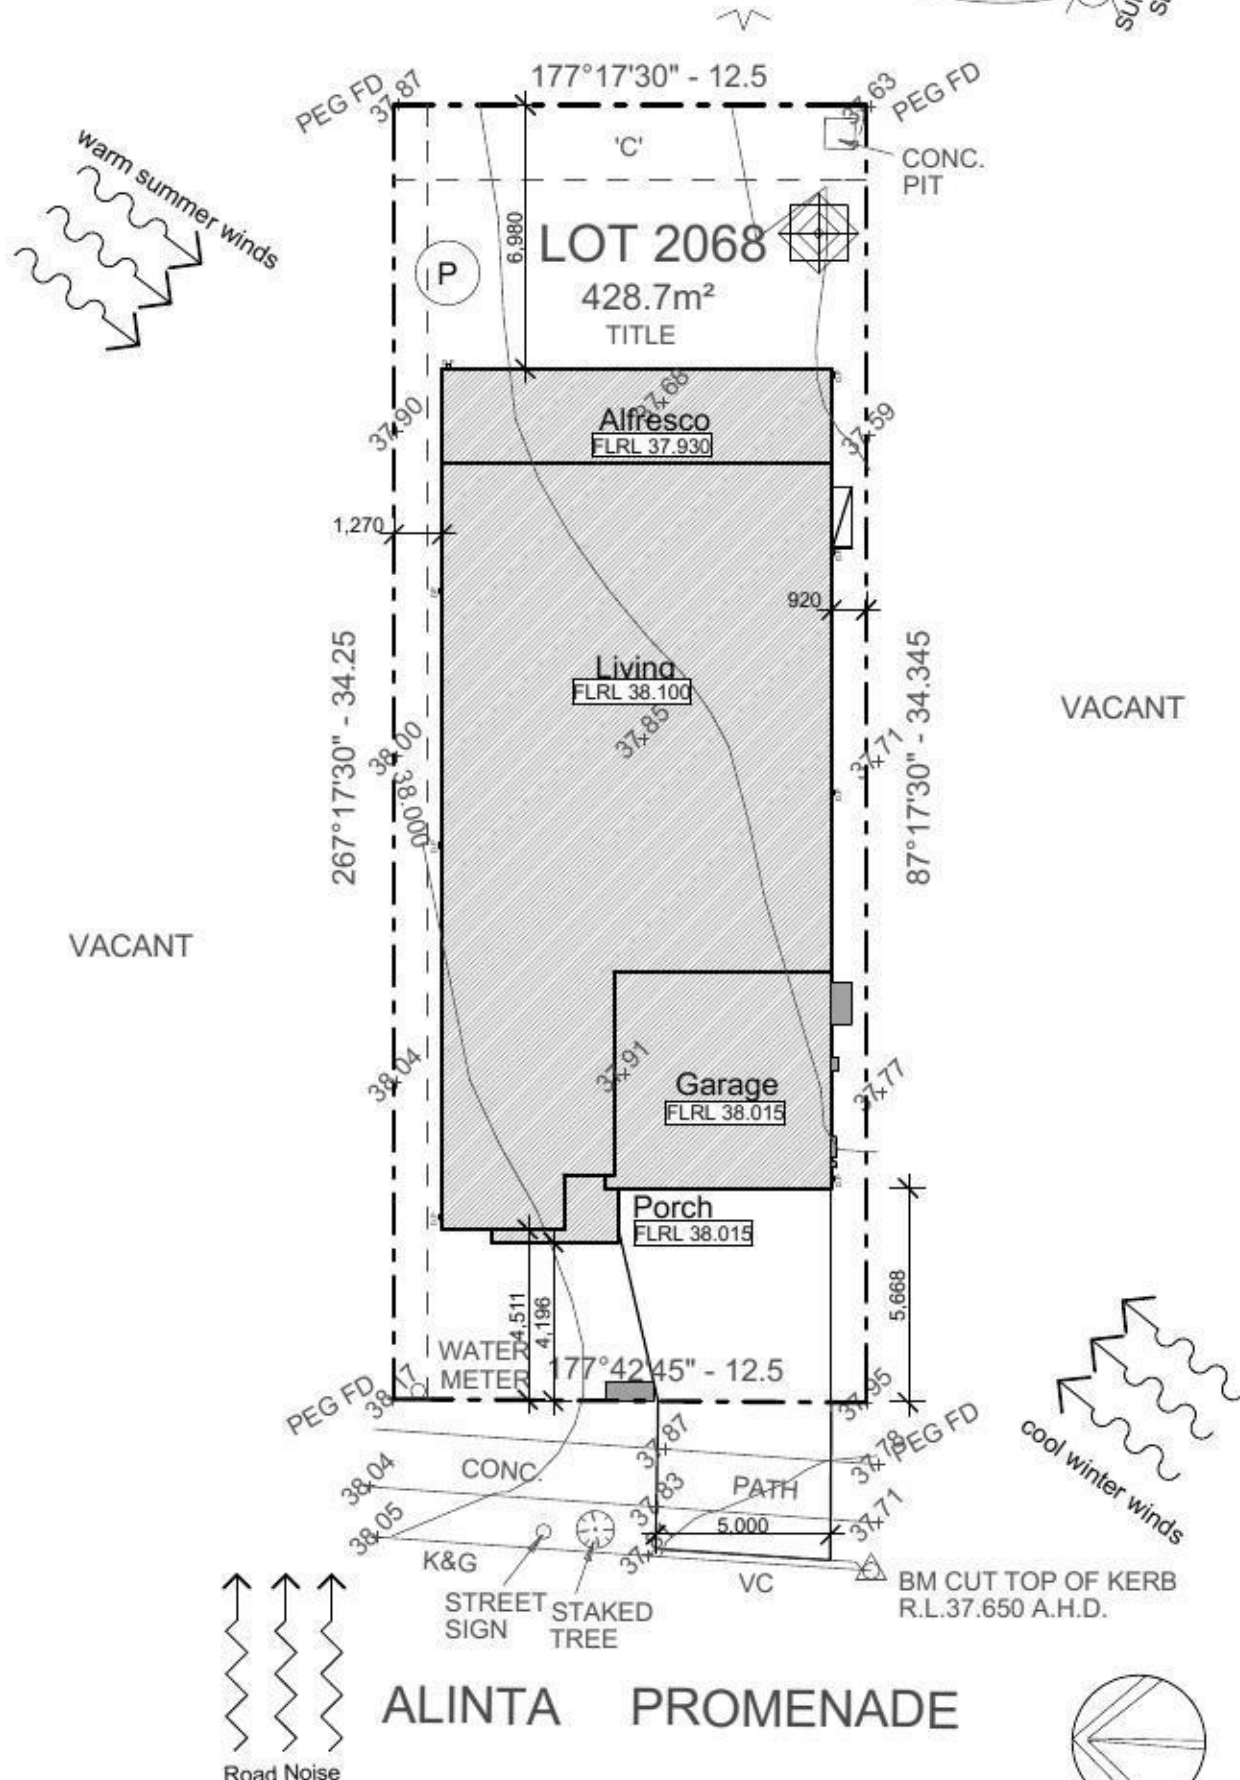 177°17'30" - 12.5
PEG FD
37.87
37.63
PEG FD
'C'
CONC.
PIT
warm summer winds
6,980
LOT 2068
P
428.7m²
TITLE
37.68
Alfresco
FLRL 37.930
37.90
37.59
1,270
920
Living
FLRL 38.100
37.85
267°17'30" - 34.25
87°17'30" - 34.345
VACANT
38.00
38.000
37.71
VACANT
38.04
37.91
Garage
FLRL 38.015
37.77
Porch
FLRL 38.015
4,511
4,196
5,668
WATER
METER
177°42'45" - 12.5
PEG FD
38.17
37.95
PEG FD
37.87
37.78
cool winter winds
CONC.
PATH
38.04
37.83
37.71
38.05
5,000
K&G
VC
STREET
SIGN
STAKED
TREE
BM CUT TOP OF KERB
R.L.37.650 A.H.D.
ALINTA PROMENADE
Road Noise